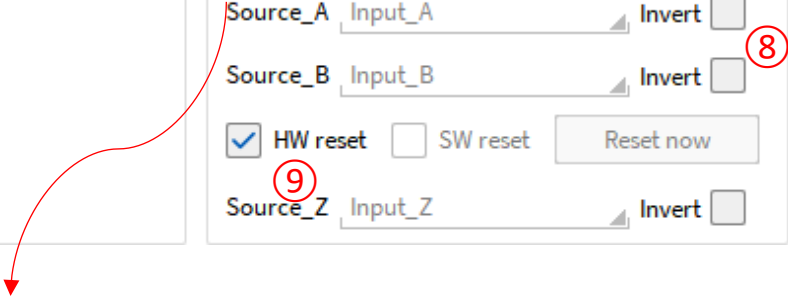 Source_A Input_A Invert
⑧
Source_B Input_B Invert
HW reset SW reset Reset now
⑨
Source_Z Input_Z Invert